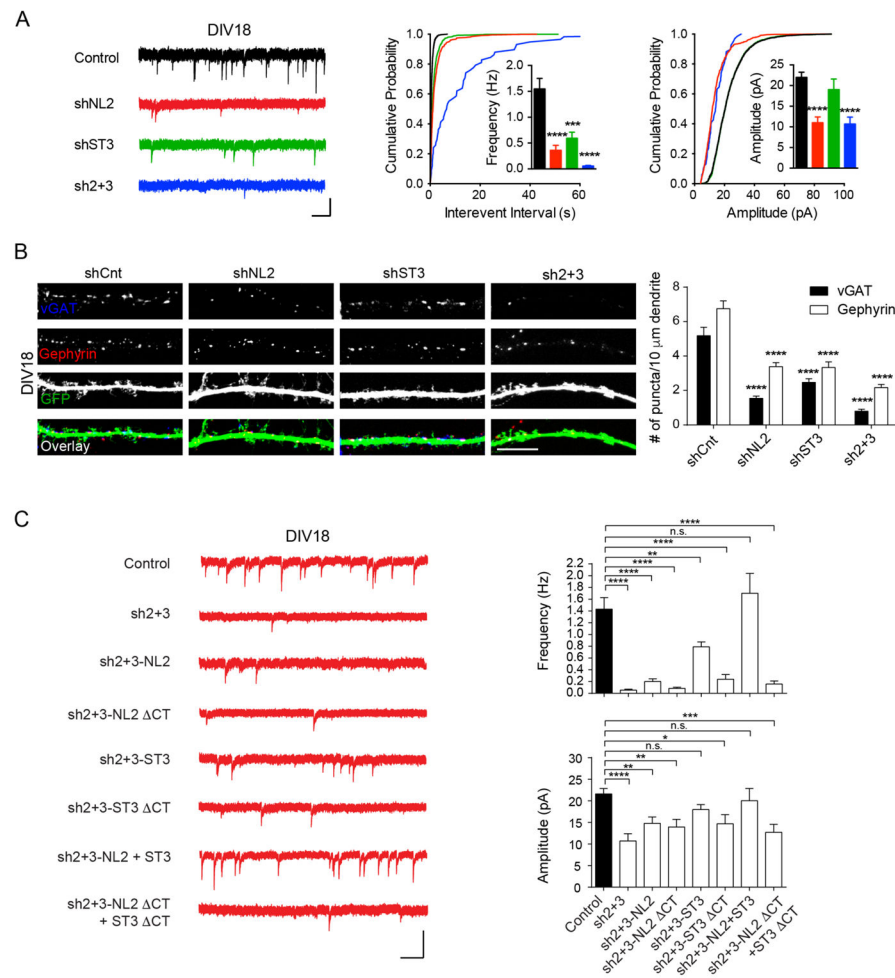 A
DIV18
Control
shNL2
shST3
sh2+3
Cumulative Probability
1.0
0.8
0.6
0.4
0.2
0.0
0 20 40 60
Interevent Interval (s)
Frequency (Hz)
2.0
1.5
1.0
0.5
0.0
**** *** ****
Cumulative Probability
1.0
0.8
0.6
0.4
0.2
0.0
0 20 40 60 80 100
Amplitude (pA)
Amplitude (pA)
25
20
15
10
5
0
**** ****
B
shCnt shNL2 shST3 sh2+3
DIV18
vGAT
Gephyrin
GFP
Overlay
# of puncta/10 µm dendrite
8
6
4
2
0
vGAT
Gephyrin
**** **** **** **** **** ****
shCnt shNL2 shST3 sh2+3
C
DIV18
Control
sh2+3
sh2+3-NL2
sh2+3-NL2 ΔCT
sh2+3-ST3
sh2+3-ST3 ΔCT
sh2+3-NL2 + ST3
sh2+3-NL2 ΔCT
+ ST3 ΔCT
****
n.s.
****
**
****
****
****
Frequency (Hz)
2.2
1.8
1.4
1.0
0.8
0.6
0.4
0.2
0.0
***
n.s.
*
n.s.
**
**
****
Amplitude (pA)
30
25
20
15
10
5
0
Control
sh2+3
sh2+3-NL2
sh2+3-NL2 ΔCT
sh2+3-ST3
sh2+3-ST3 ΔCT
sh2+3-NL2+ST3
sh2+3-NL2 ΔCT
+ST3 ΔCT